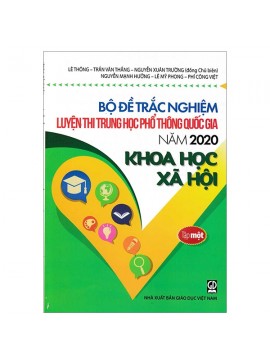 LÊ THÔNG – TRẦN VĂN THẮNG – NGUYỄN XUÂN TRƯỜNG (đồng Chủ biên)
NGUYỄN MẠNH HƯỞNG – LÊ MỸ PHONG – PHÍ CÔNG VIỆT
BỘ ĐỀ TRẮC NGHIỆM
LUYỆN THI TRUNG HỌC PHỔ THÔNG QUỐC GIA
NĂM 2020
KHOA HỌC
XÃ HỘI
Tập một
NHÀ XUẤT BẢN GIÁO DỤC VIỆT NAM